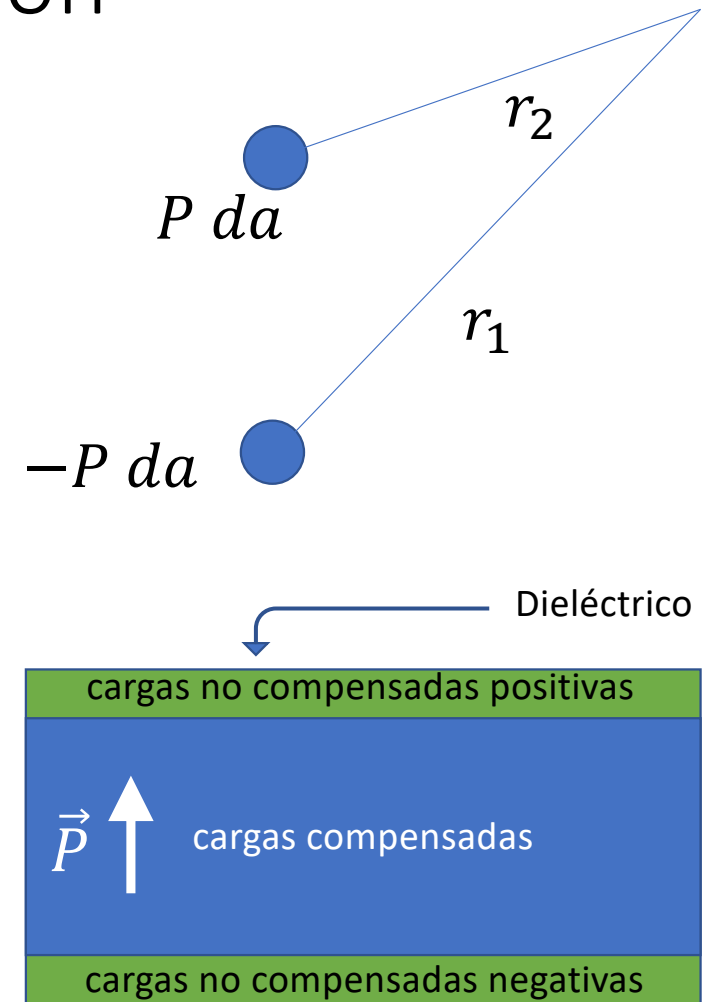 r₂
P da
r₁
−P da
Dieléctrico
cargas no compensadas positivas
P⃗
cargas compensadas
cargas no compensadas negativas